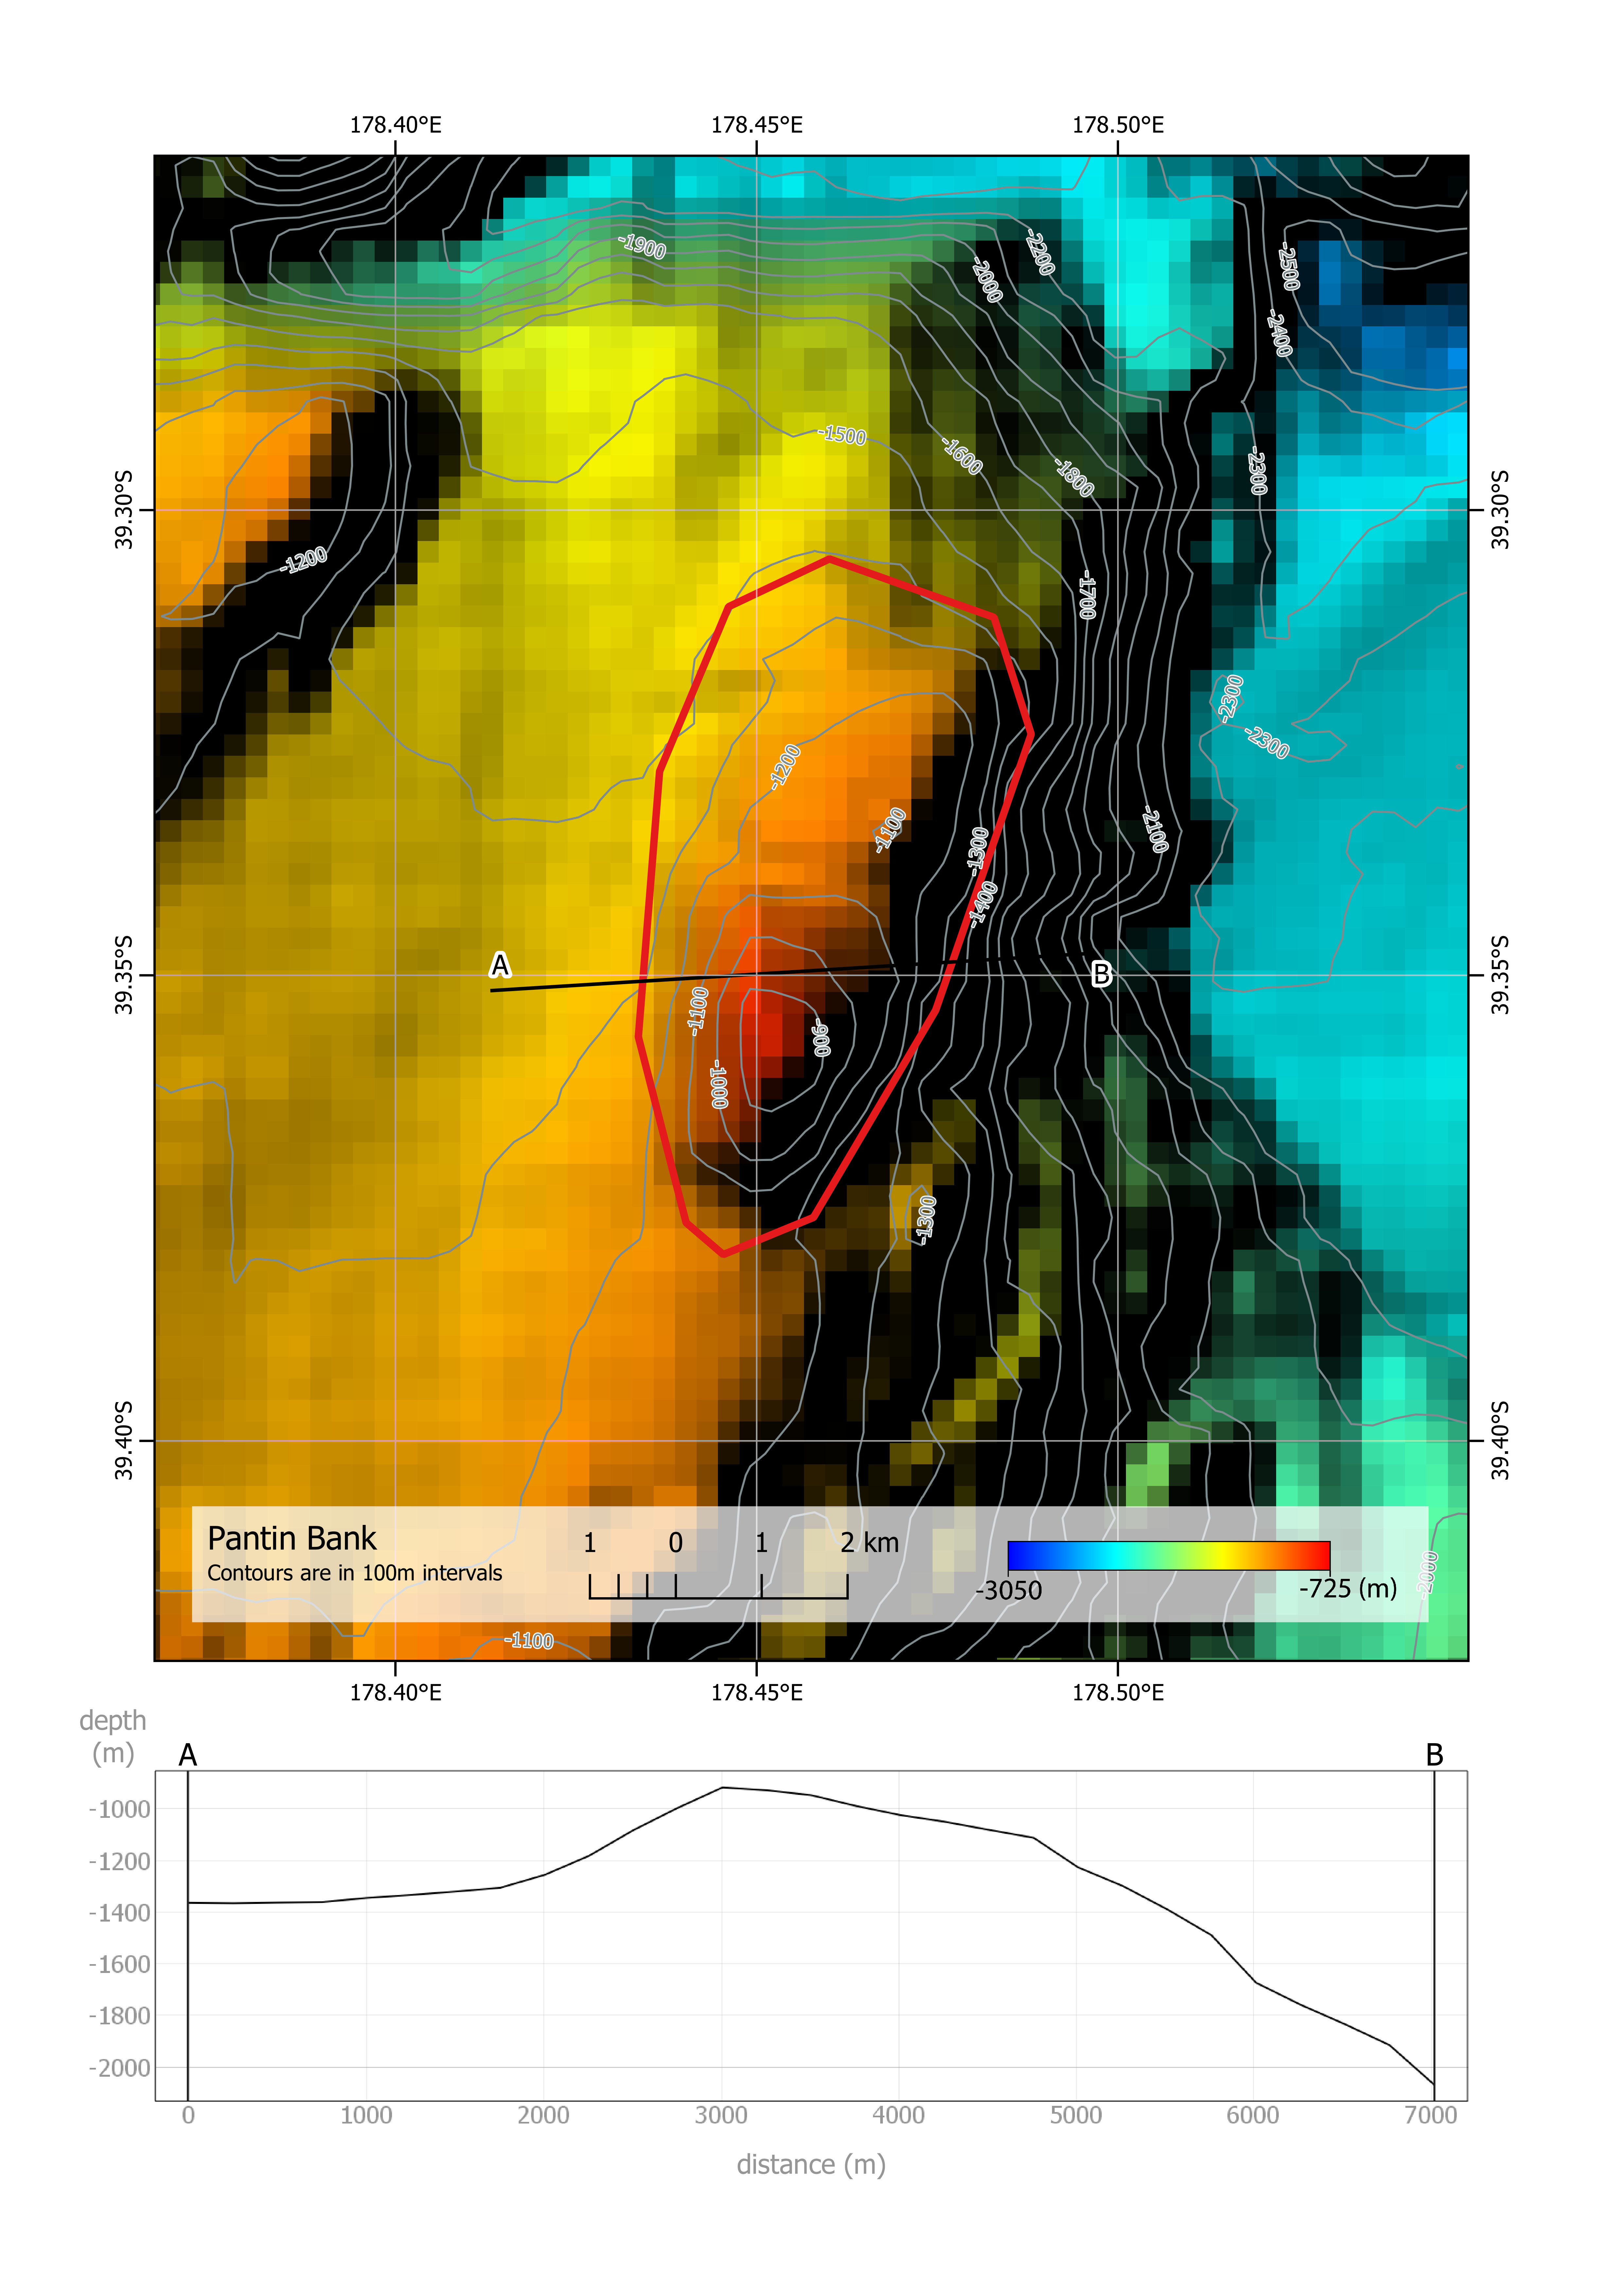 178.40°E 178.45°E 178.50°E
-1900
-2200
-2000
-2500
-2400
-1500
-1600
-1800
-2300
39.30°S 39.30°S
-1200
-1700
-2300
-2300
-1200
-1100
-1300
-2100
-1400
A
B
39.35°S 39.35°S
-1100
-900
-1000
-1300
39.40°S 39.40°S
Pantin Bank
Contours are in 100m intervals
1 0 1 2 km
-3050 -725 (m)
-2000
-1100
178.40°E 178.45°E 178.50°E
depth
(m)
A B
-1000
-1200
-1400
-1600
-1800
-2000
0 1000 2000 3000 4000 5000 6000 7000
distance (m)